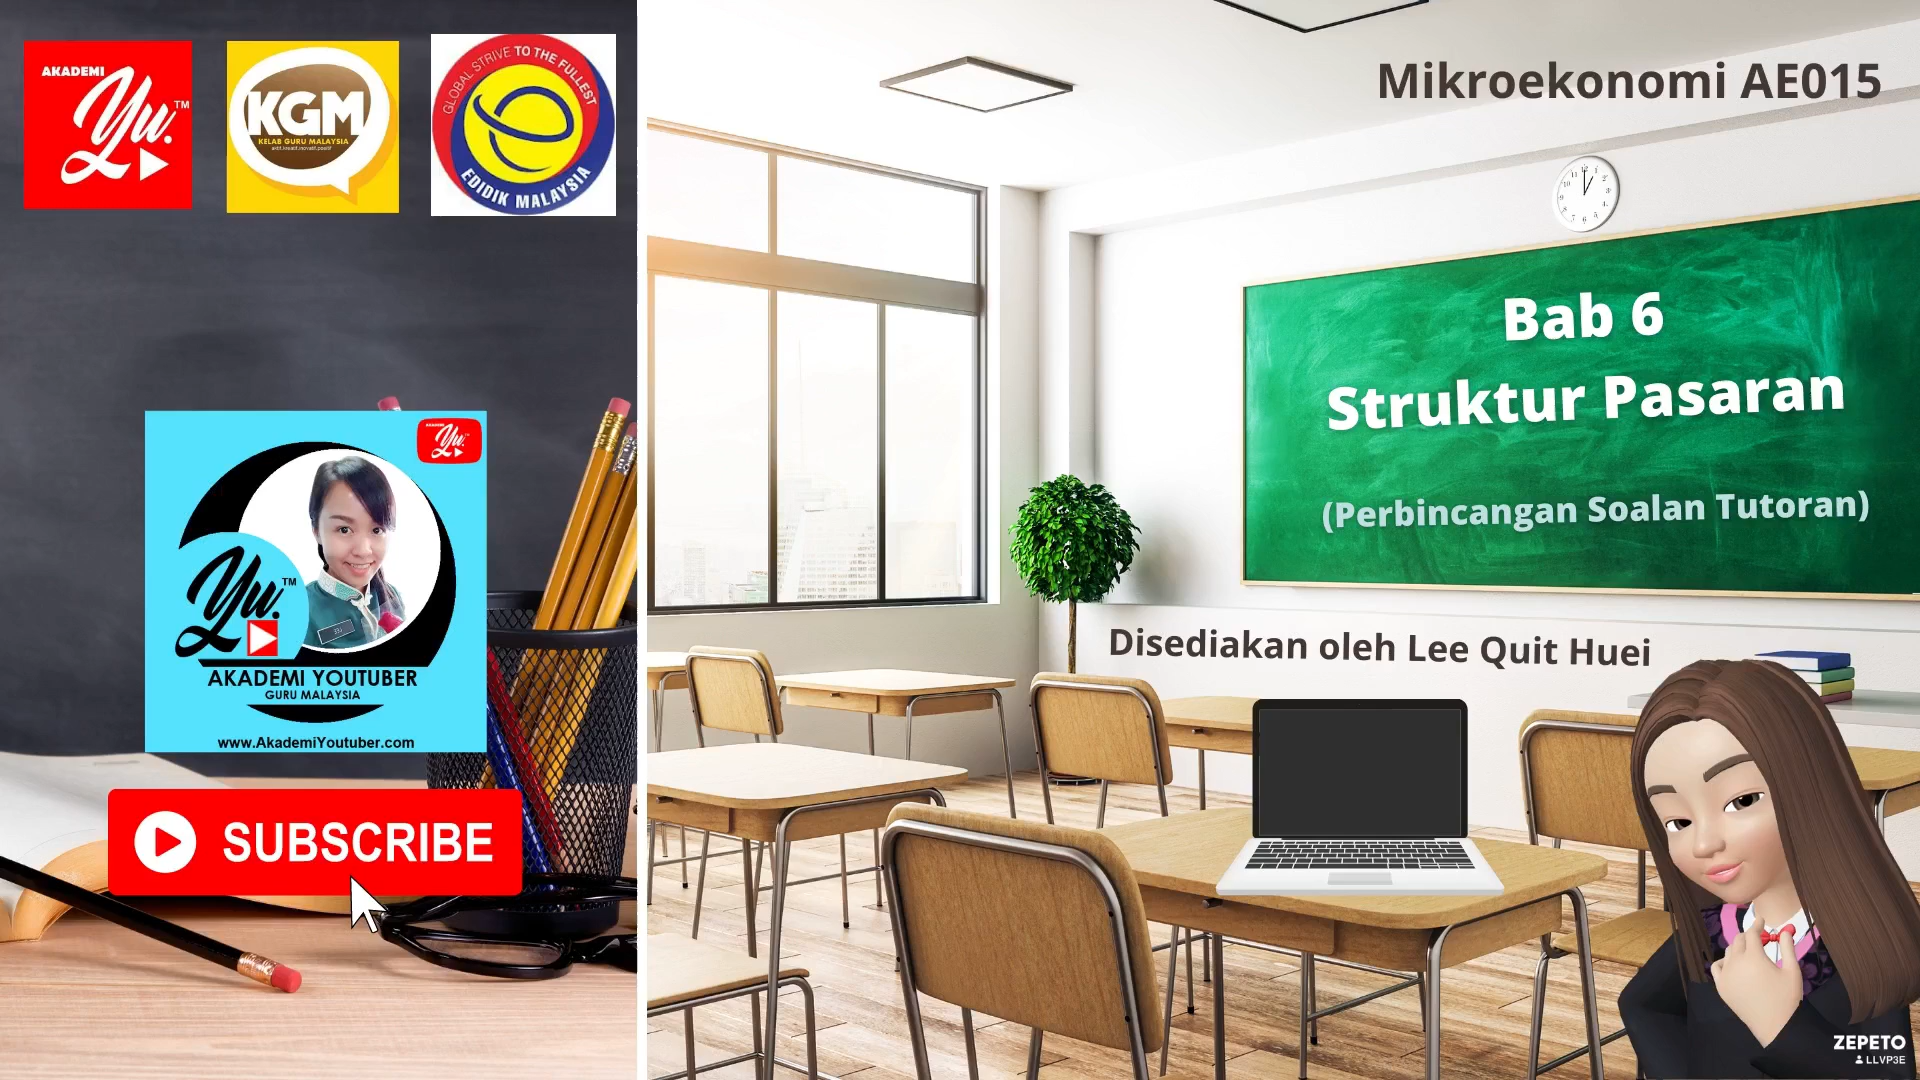 AKADEMI
Yu.
TM
KGM
KELAB GURU MALAYSIA
GLOBAL STRIVE TO THE FULLEST
EDIDIK MALAYSIA
Yu.
TM
AKADEMI YOUTUBER
GURU MALAYSIA
www.AkademiYoutuber.com
SUBSCRIBE
Mikroekonomi AE015
Bab 6
Struktur Pasaran
(Perbincangan Soalan Tutoran)
Disediakan oleh Lee Quit Huei
ZEPETO
LLVP3E